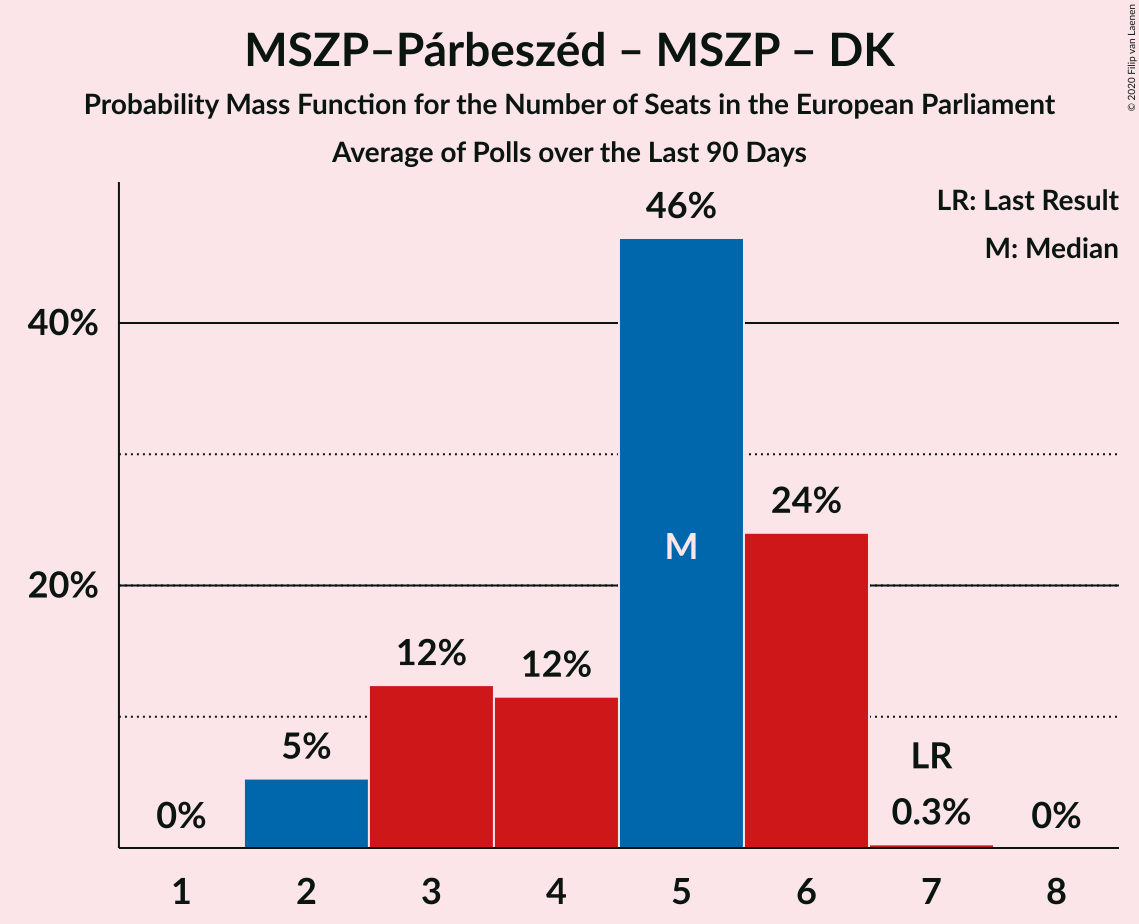 MSZP–Párbeszéd – MSZP – DK
Probability Mass Function for the Number of Seats in the European Parliament
Average of Polls over the Last 90 Days
© 2020 Filip van Laenen
LR: Last Result
M: Median
46%
40%
24%
M
20%
12%
12%
5%
LR
0%
0.3%
0%
1 2 3 4 5 6 7 8